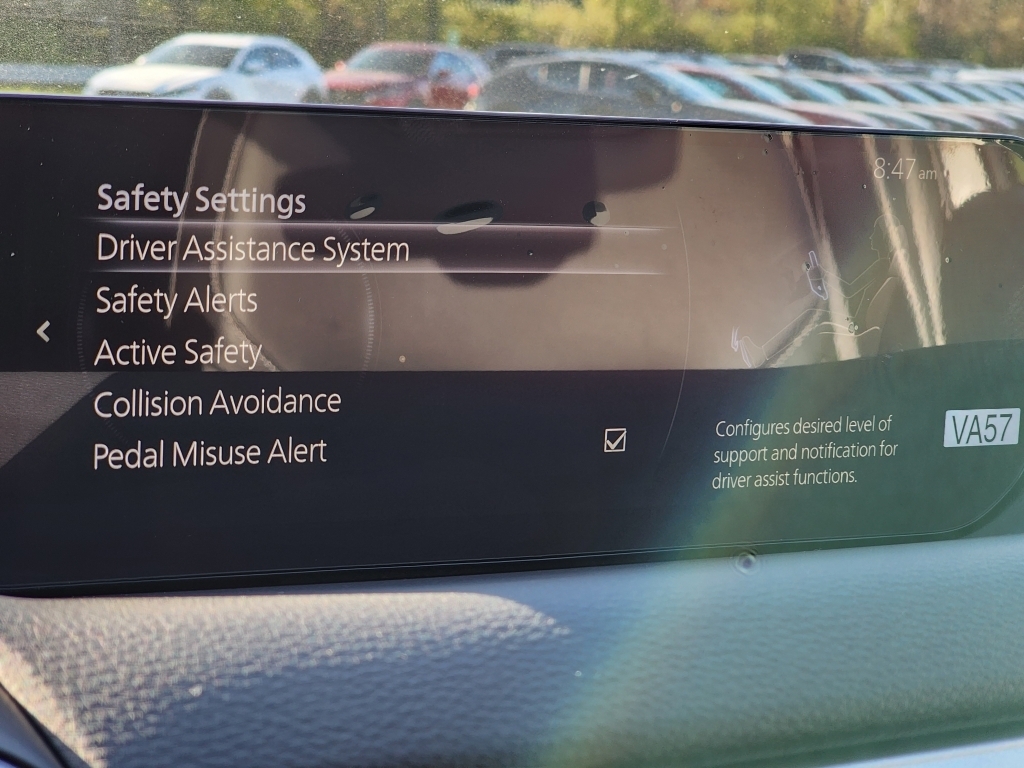 8:47 am
Safety Settings
Driver Assistance System
Safety Alerts
Active Safety
Collision Avoidance
Pedal Misuse Alert
Configures desired level of
support and notification for
driver assist functions.
VA57